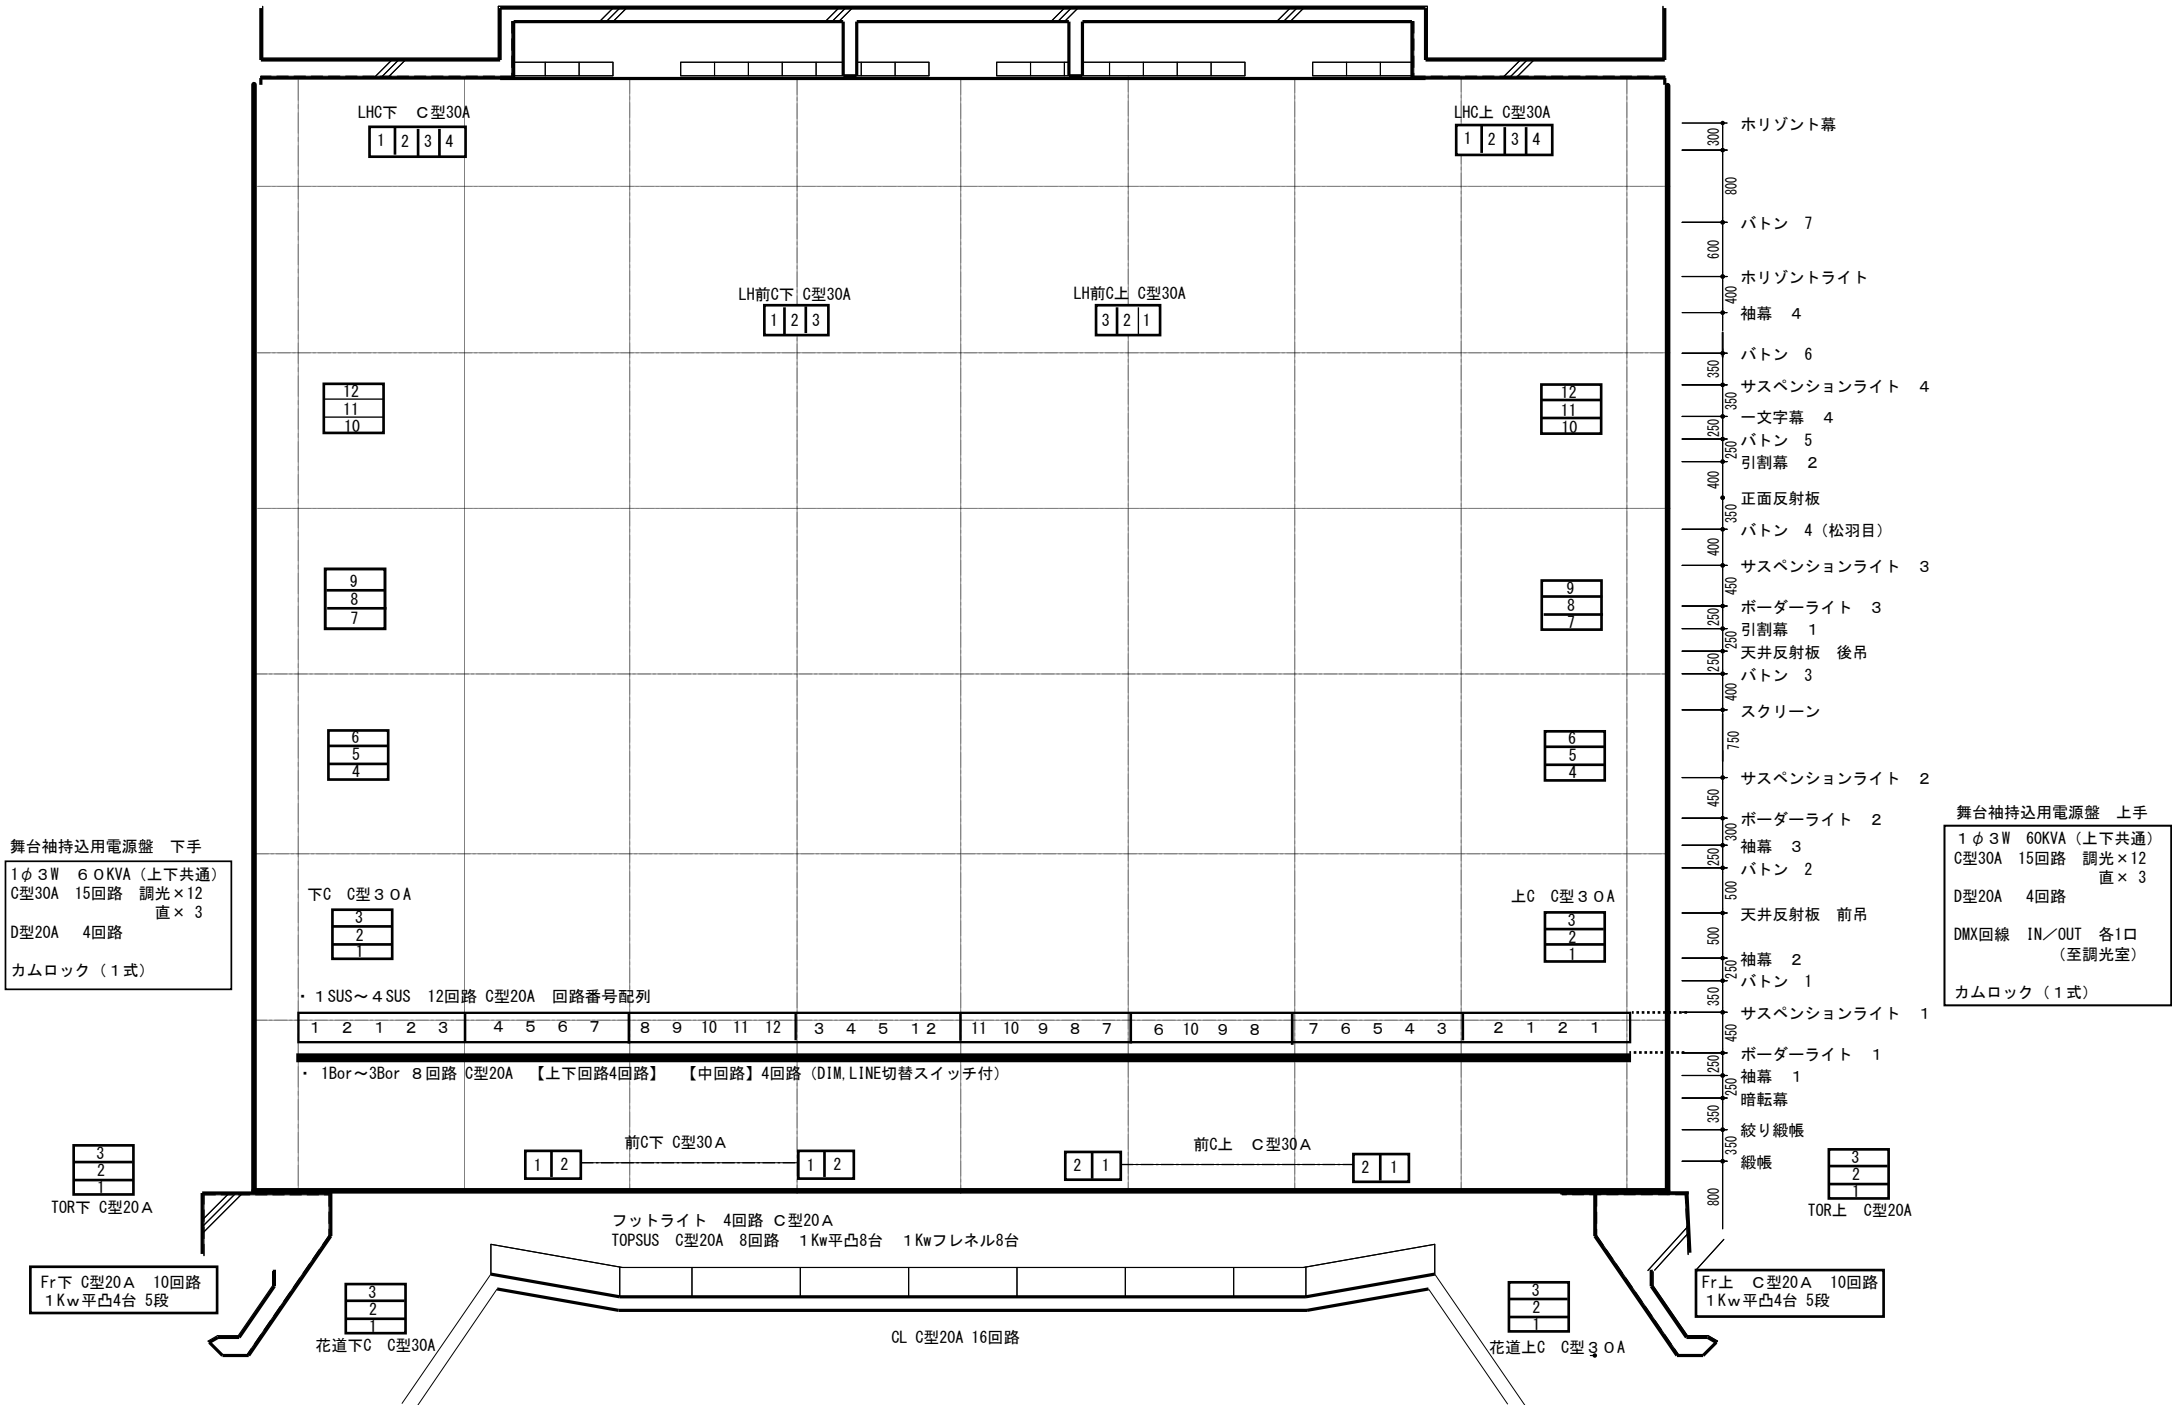 LHC下　Ｃ型30A
1 2 3 4
LHC上 C型30A
1 2 3 4
LH前C下 C型30A
1 2 3
LH前C上 C型30A
3 2 1
12
11
10
12
11
10
9
8
7
9
8
7
6
5
4
6
5
4
下C　C型３０A
3
2
1
上C　C型３０A
3
2
1
・１SUS～４SUS　12回路 C型20A　回路番号配列
1 2 1 2 3 4 5 6 7 8 9 10 11 12 3 4 5 12 11 10 9 8 7 6 10 9 8 7 6 5 4 3 2 1 2 1
・ 1Bor～3Bor ８回路 C型20A　【上下回路4回路】　【中回路】4回路（DIM,LINE切替スイッチ付）
前C下 C型30Ａ
1 2
1 2
前C上　Ｃ型30Ａ
2 1
2 1
フットライト　4回路 Ｃ型20Ａ
TOPSUS　C型20A　8回路　１Kw平凸8台　１Kwフレネル8台
CL C型20A 16回路
舞台袖持込用電源盤　下手
1φ３W　６０KVA（上下共通）
C型30A　15回路　調光×12
直× 3
D型20A　 4回路
カムロック（１式）
3
2
1
TOR下 C型20Ａ
Fr下 C型20Ａ　10回路
１Kｗ平凸4台 5段
3
2
1
花道下C　C型30A
ホリゾント幕
300
800
バトン　7
600
ホリゾントライト
400
袖幕　４
バトン　6
350
サスペンションライト　４
350
一文字幕　４
250
バトン　5
250
引割幕　２
400
正面反射板
350
バトン　4（松羽目）
400
サスペンションライト　３
450
ボーダーライト　３
250
引割幕　１
250
天井反射板　後吊
250
バトン　3
400
スクリーン
750
サスペンションライト　２
450
ボーダーライト　２
300
袖幕　３
250
バトン　2
500
天井反射板　前吊
500
袖幕　２
250
バトン　1
350
サスペンションライト　１
450
ボーダーライト　１
250
袖幕　１
250
暗転幕
350
絞り緞帳
350
緞帳
800
舞台袖持込用電源盤　上手
１φ３W　60KVA（上下共通）
C型30A　15回路　調光×12
直× 3
D型20A　 4回路
DMX回線　IN／OUT　各1口
（至調光室）
カムロック（１式）
3
2
1
TOR上　C型20A
Fr上　Ｃ型20Ａ　10回路
１Kｗ平凸4台 5段
3
2
1
花道上C　C型３０A